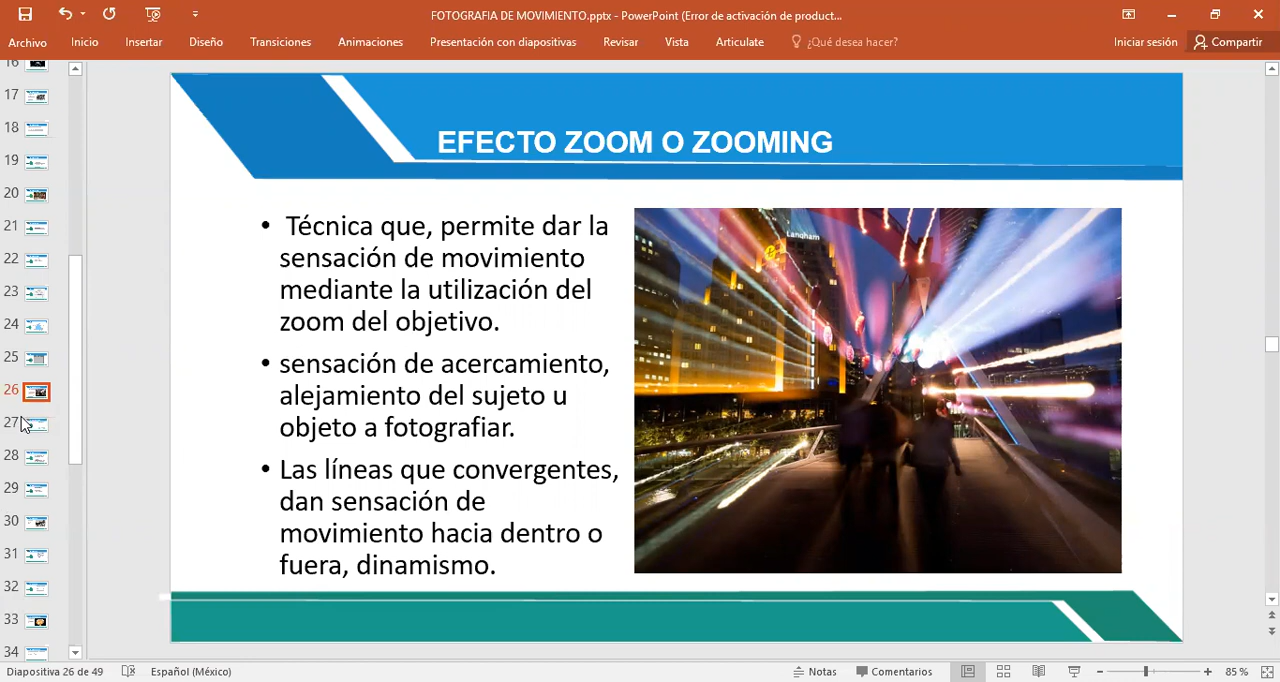 FOTOGRAFIA DE MOVIMIENTO.pptx - PowerPoint (Error de activación de product...
Archivo Inicio Insertar Diseño Transiciones Animaciones Presentación con diapositivas Revisar Vista Articulate ¿Qué desea hacer? Iniciar sesión Compartir
16
17
18
19
20
21
22
23
24
25
26
27
28
29
30
31
32
33
34
EFECTO ZOOM O ZOOMING
• Técnica que, permite dar la
sensación de movimiento
mediante la utilización del
zoom del objetivo.
• sensación de acercamiento,
alejamiento del sujeto u
objeto a fotografiar.
• Las líneas que convergentes,
dan sensación de
movimiento hacia dentro o
fuera, dinamismo.
Langham
Diapositiva 26 de 49 Español (México) Notas Comentarios 85 %